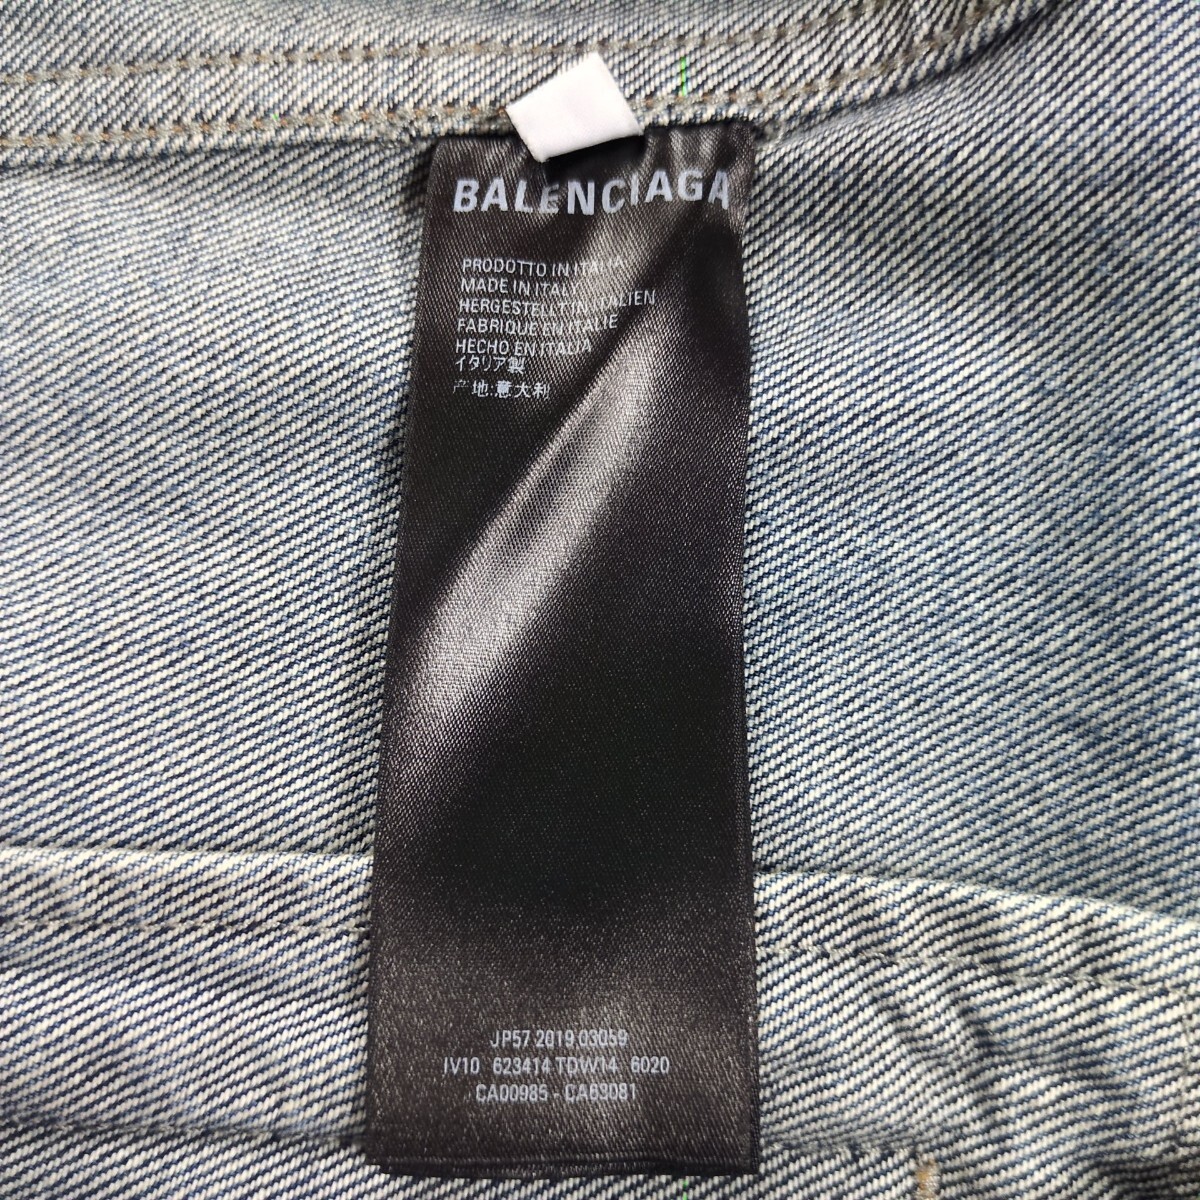 BALENCIAGA
PRODOTTO IN ITALIA
MADE IN ITALY
HERGESTELLT IN ITALIEN
FABRIQUE EN ITALIE
HECHO EN ITALIA
イタリア製
产地:意大利
JP57 2019 03059
IV10 623414 TDW14 6020
CA00985 - CA63081